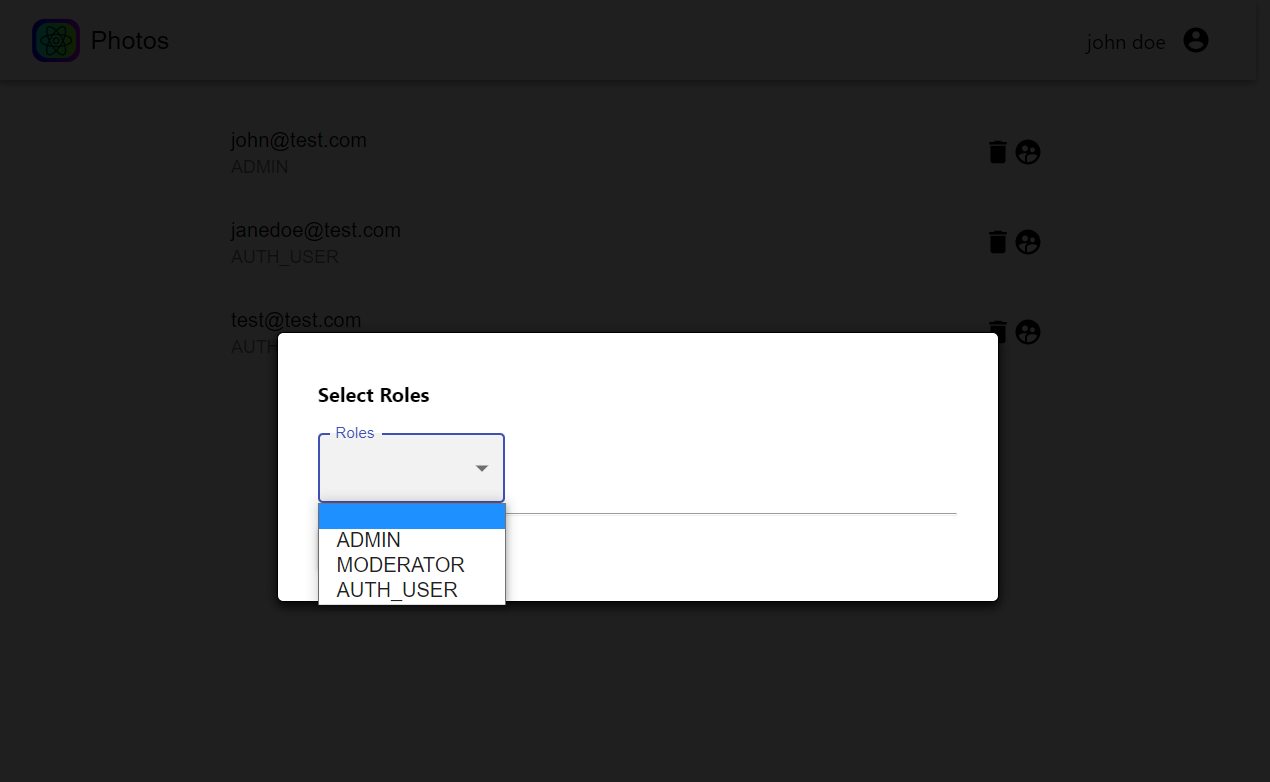 Photos
john doe
john@test.com
ADMIN
janedoe@test.com
AUTH_USER
test@test.com
AUTH
Select Roles
Roles
ADMIN
MODERATOR
AUTH_USER